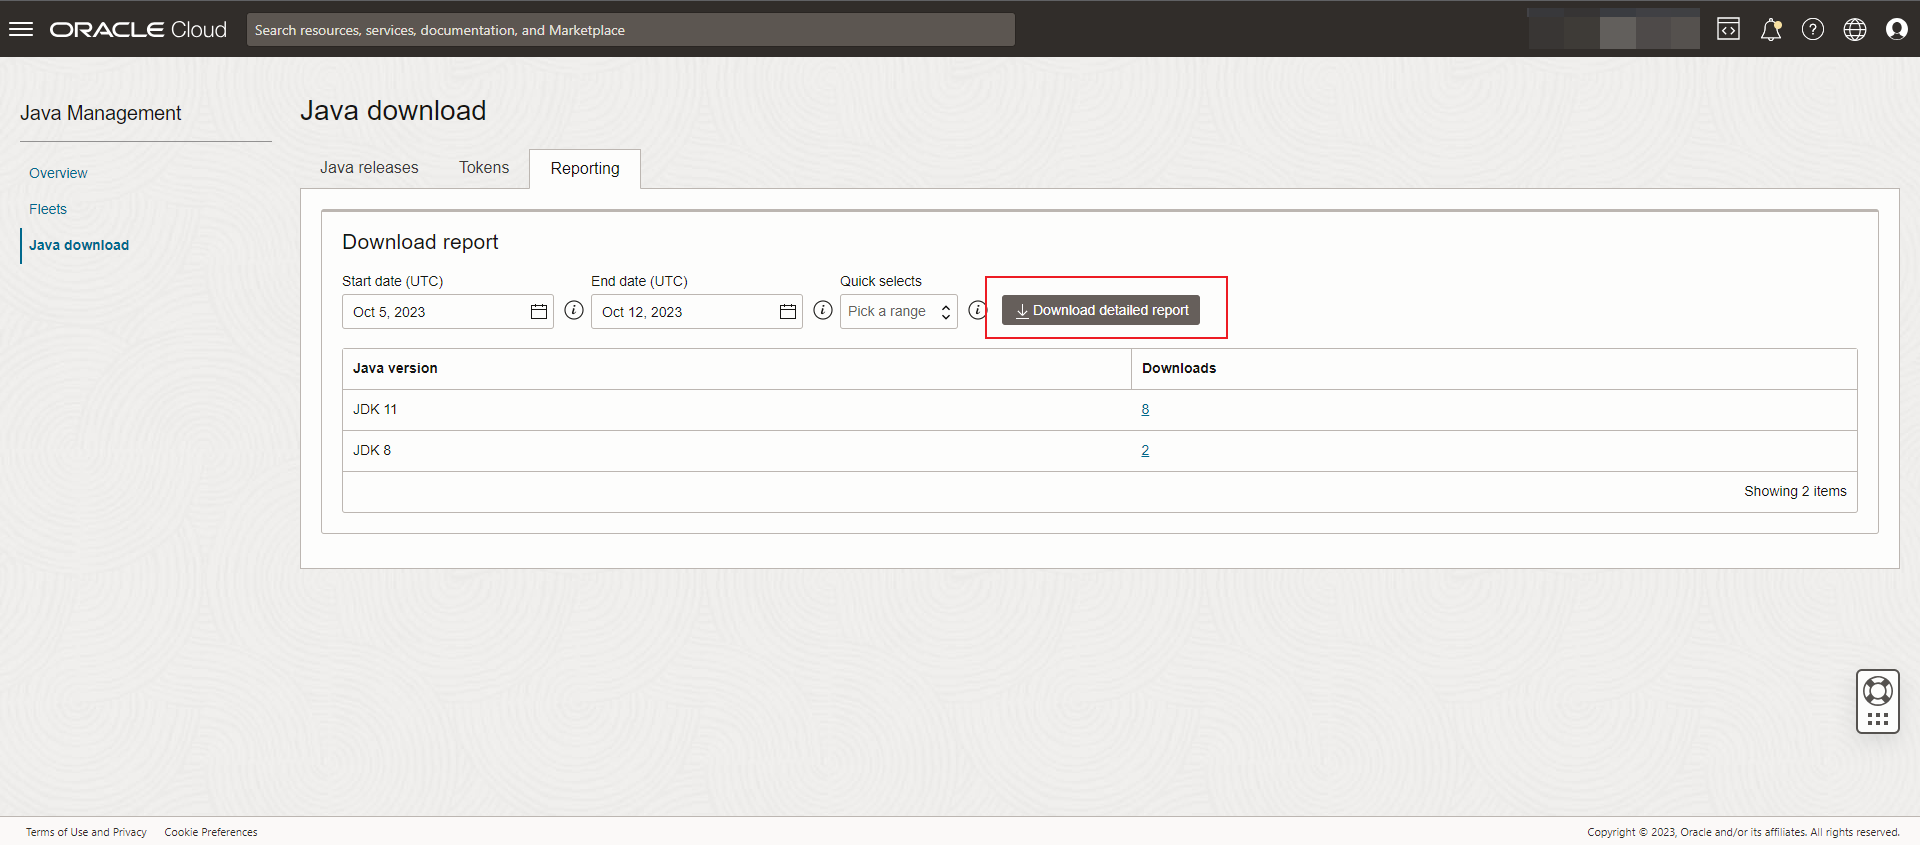 ORACLE Cloud
Search resources, services, documentation, and Marketplace
Java Management
Overview
Fleets
Java download
Java download
Java releases
Tokens
Reporting
Download report
Start date (UTC)
End date (UTC)
Quick selects
Oct 5, 2023
Oct 12, 2023
Pick a range
Download detailed report
Java version
Downloads
JDK 11
8
JDK 8
2
Showing 2 items
Terms of Use and Privacy
Cookie Preferences
Copyright © 2023, Oracle and/or its affiliates. All rights reserved.